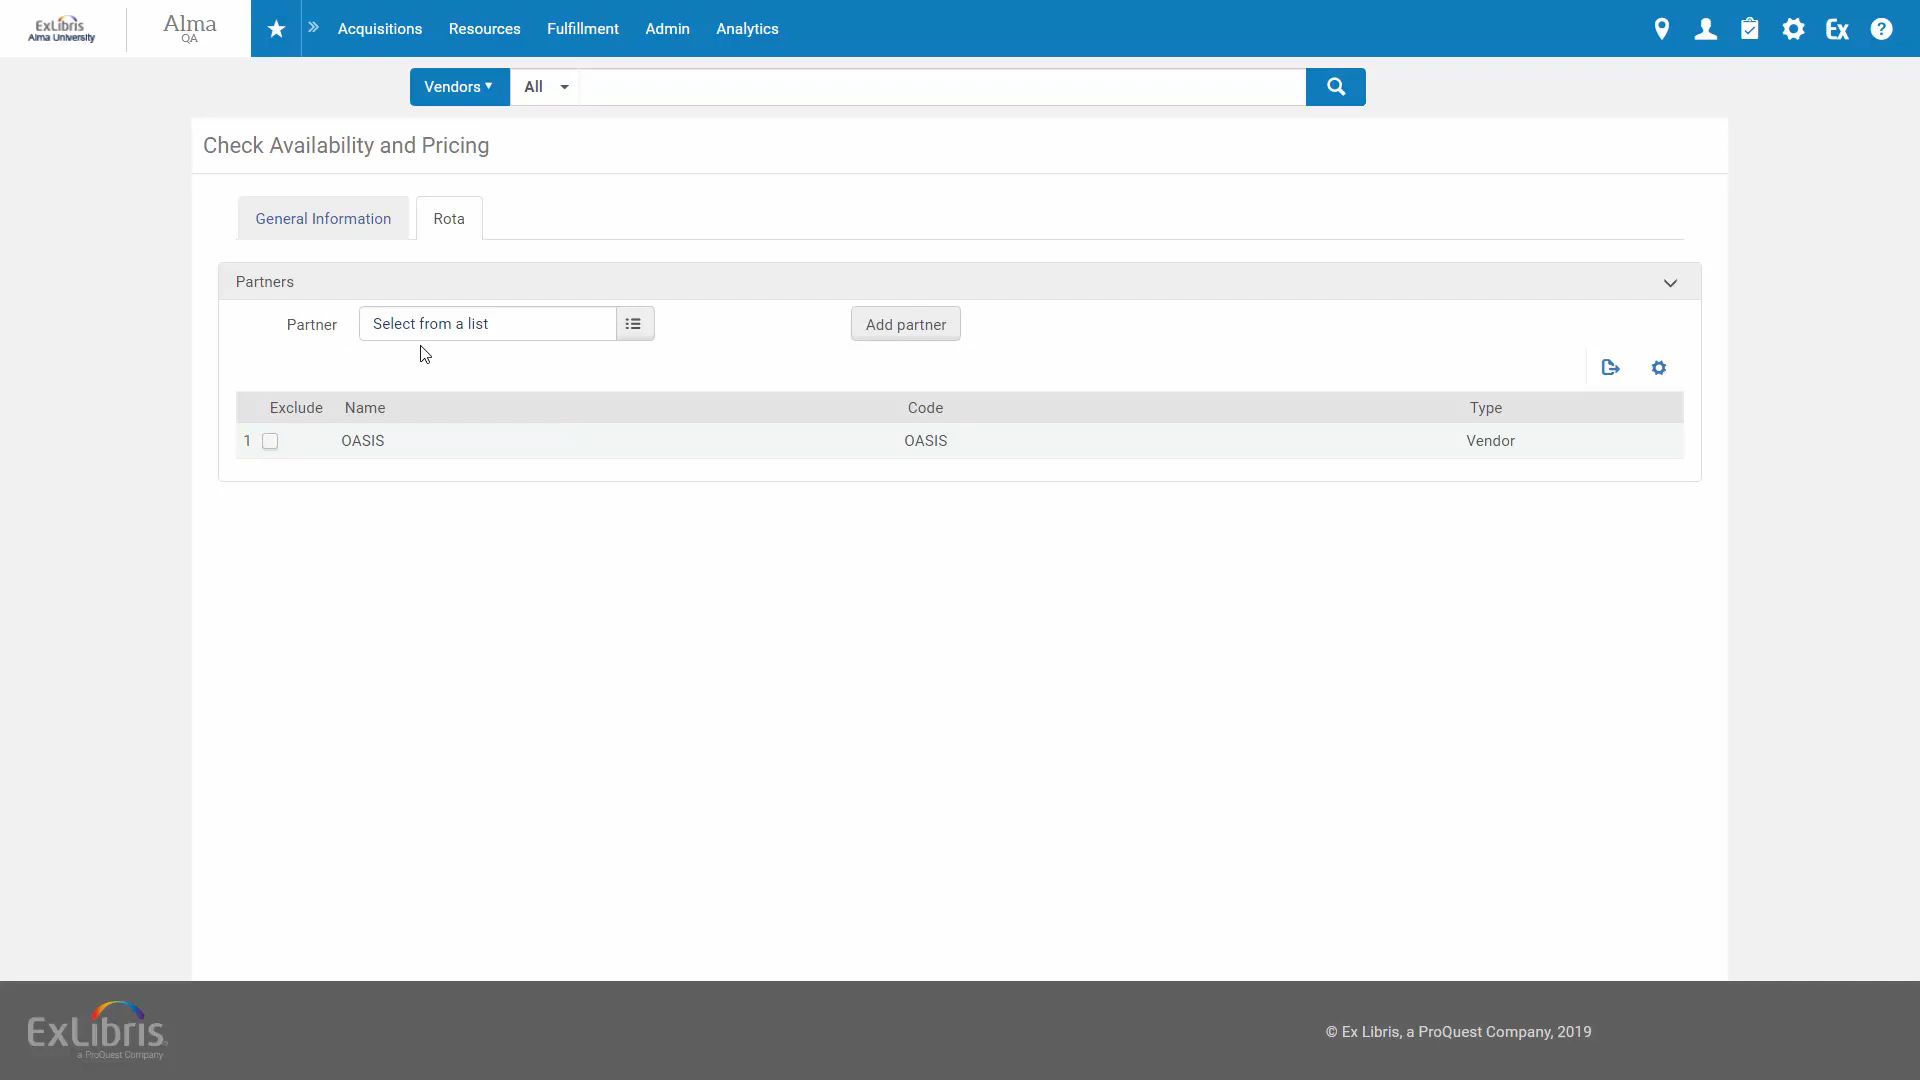 ExLibris
Alma University
Alma
QA
Acquisitions
Resources
Fulfillment
Admin
Analytics
Ex
?
Vendors
All
Check Availability and Pricing
General Information
Rota
Partners
Partner
Select from a list
Add partner
Exclude Name Code Type
1 OASIS OASIS Vendor
ExLibris
a ProQuest Company
© Ex Libris, a ProQuest Company, 2019